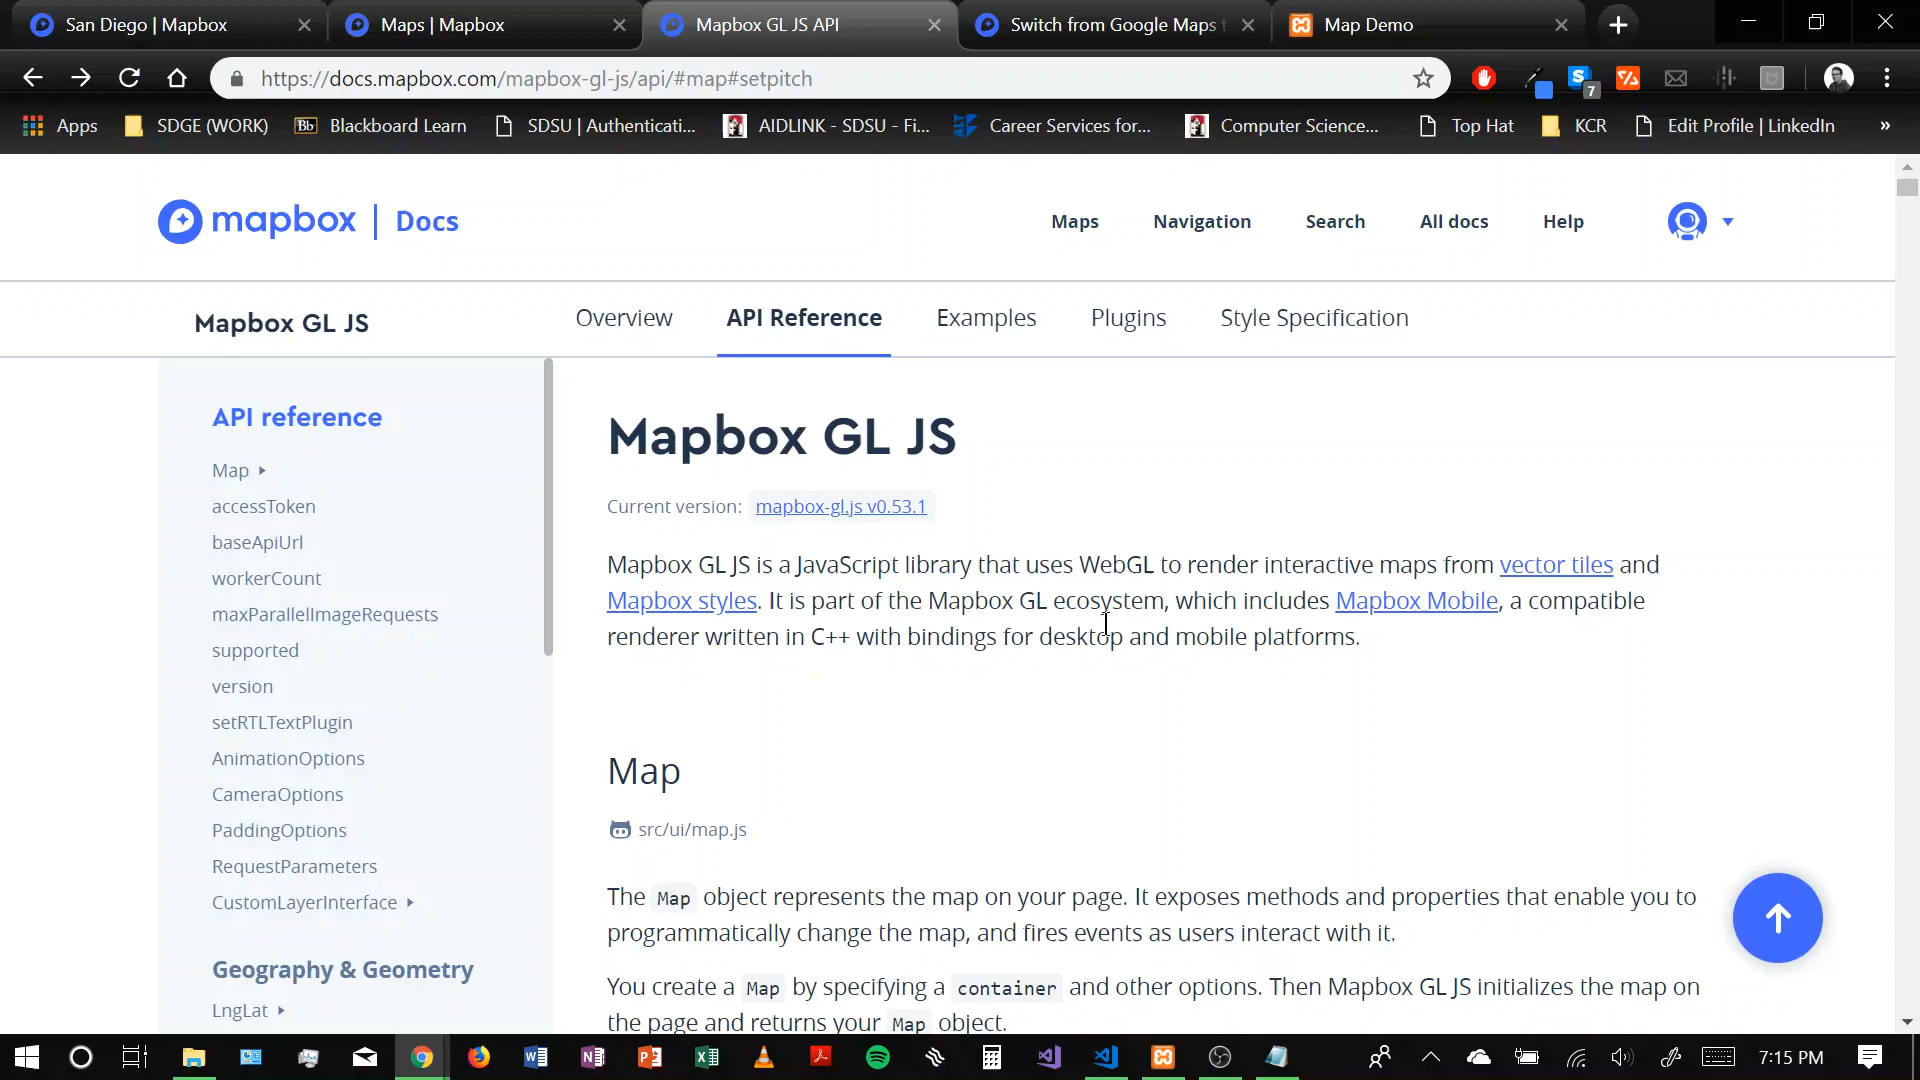 San Diego | Mapbox
Maps | Mapbox
Mapbox GL JS API
Switch from Google Maps t
Map Demo
https://docs.mapbox.com/mapbox-gl-js/api/#map#setpitch
7
Apps
SDGE (WORK)
Bb Blackboard Learn
SDSU | Authenticati...
AIDLINK - SDSU - Fi...
Career Services for...
Computer Science...
Top Hat
KCR
Edit Profile | LinkedIn
»
mapbox | Docs
Maps
Navigation
Search
All docs
Help
Mapbox GL JS
Overview
API Reference
Examples
Plugins
Style Specification
API reference
Map
accessToken
baseApiUrl
workerCount
maxParallelImageRequests
supported
version
setRTLTextPlugin
AnimationOptions
CameraOptions
PaddingOptions
RequestParameters
CustomLayerInterface
Geography & Geometry
LngLat
Mapbox GL JS
Current version: mapbox-gl.js v0.53.1
Mapbox GL JS is a JavaScript library that uses WebGL to render interactive maps from vector tiles and
Mapbox styles. It is part of the Mapbox GL ecosystem, which includes Mapbox Mobile, a compatible
renderer written in C++ with bindings for desktop and mobile platforms.
Map
src/ui/map.js
The Map object represents the map on your page. It exposes methods and properties that enable you to
programmatically change the map, and fires events as users interact with it.
You create a Map by specifying a container and other options. Then Mapbox GL JS initializes the map on
the page and returns your Map object.
7:15 PM